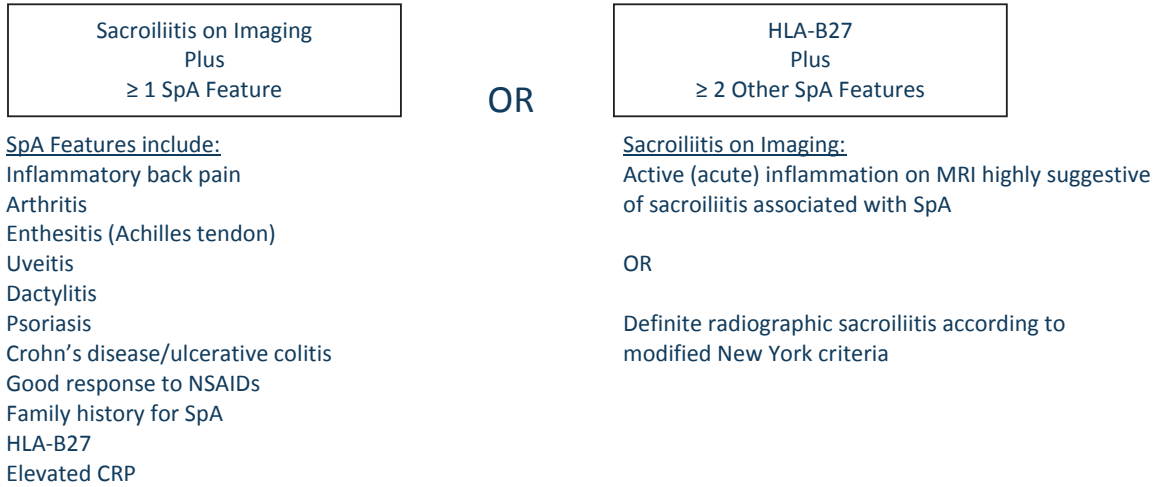 Sacroiliitis on Imaging
Plus
≥ 1 SpA Feature
OR
HLA-B27
Plus
≥ 2 Other SpA Features
SpA Features include:
Inflammatory back pain
Arthritis
Enthesitis (Achilles tendon)
Uveitis
Dactylitis
Psoriasis
Crohn's disease/ulcerative colitis
Good response to NSAIDs
Family history for SpA
HLA-B27
Elevated CRP
Sacroiliitis on Imaging:
Active (acute) inflammation on MRI highly suggestive
of sacroiliitis associated with SpA
OR
Definite radiographic sacroiliitis according to
modified New York criteria